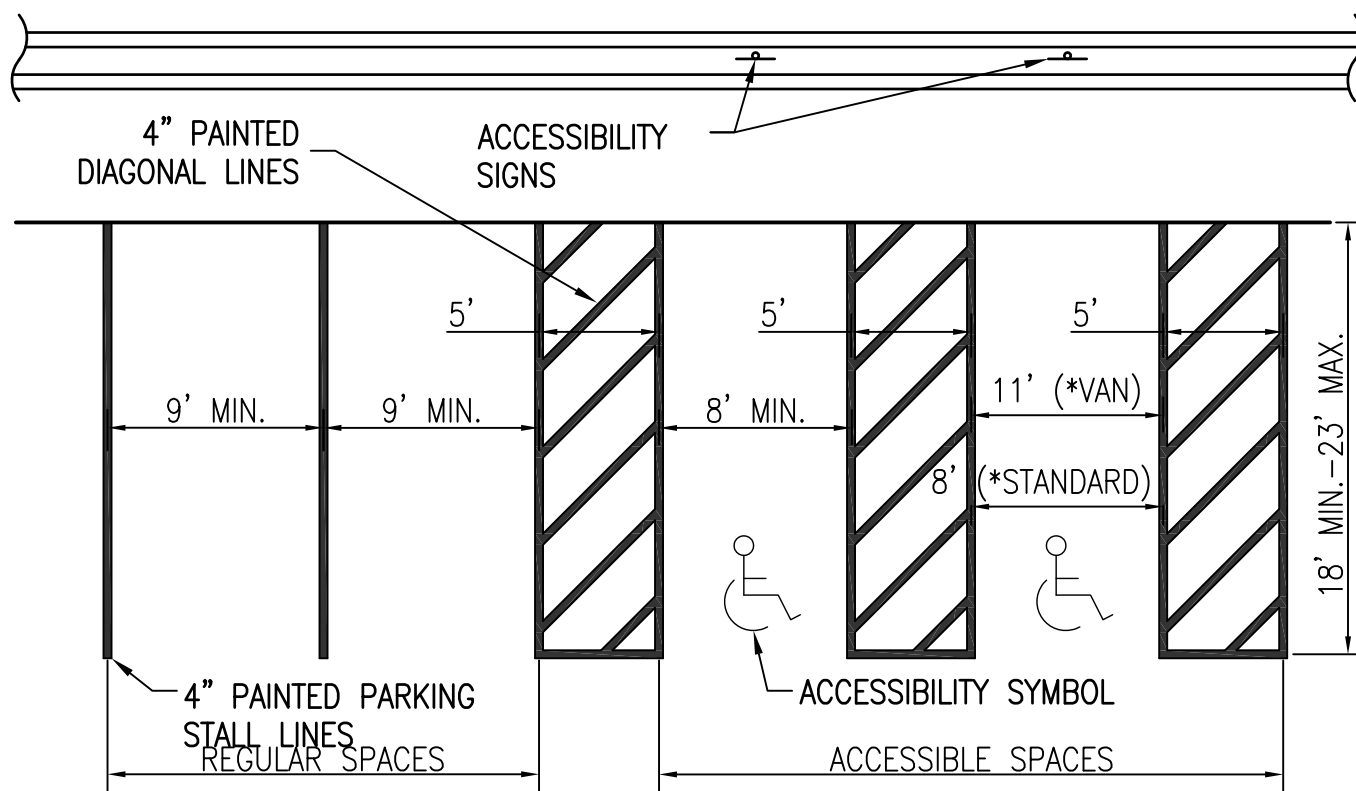 4” PAINTED
DIAGONAL LINES
ACCESSIBILITY
SIGNS
5’
5’
5’
9’ MIN.
9’ MIN.
8’ MIN.
11’ (*VAN)
8’ (*STANDARD)
18’ MIN.–23’ MAX.
4” PAINTED PARKING
STALL LINES
ACCESSIBILITY SYMBOL
REGULAR SPACES
ACCESSIBLE SPACES